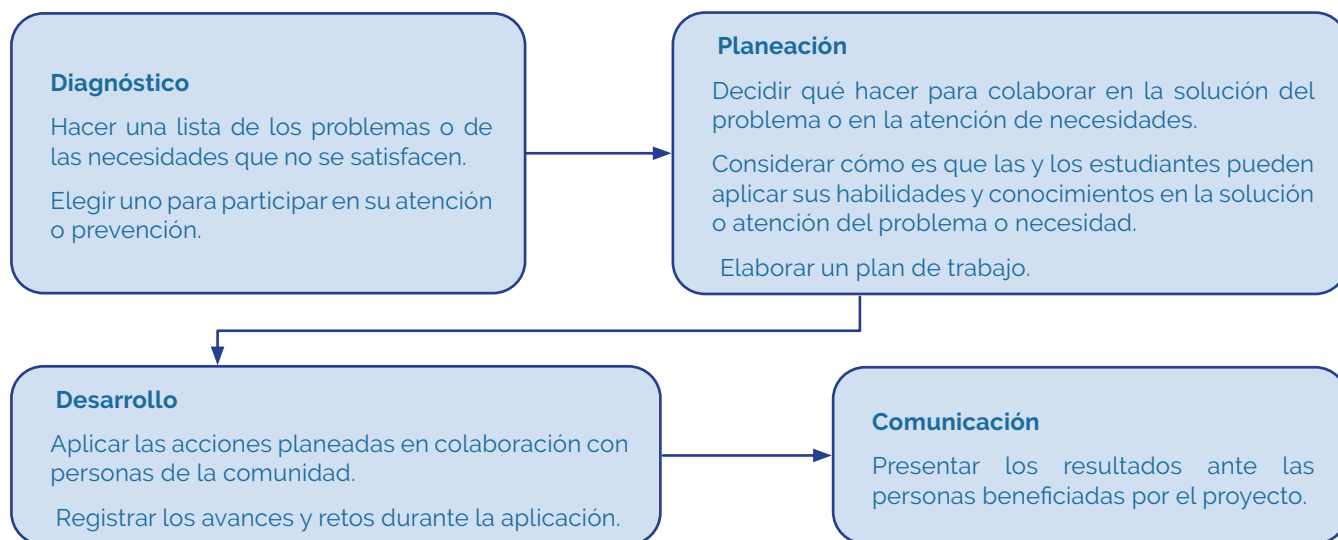 Diagnóstico
Hacer una lista de los problemas o de
las necesidades que no se satisfacen.
Elegir uno para participar en su atención
o prevención.
Planeación
Decidir qué hacer para colaborar en la solución del
problema o en la atención de necesidades.
Considerar cómo es que las y los estudiantes pueden
aplicar sus habilidades y conocimientos en la solución
o atención del problema o necesidad.
Elaborar un plan de trabajo.
Desarrollo
Aplicar las acciones planeadas en colaboración con
personas de la comunidad.
Registrar los avances y retos durante la aplicación.
Comunicación
Presentar los resultados ante las
personas beneficiadas por el proyecto.